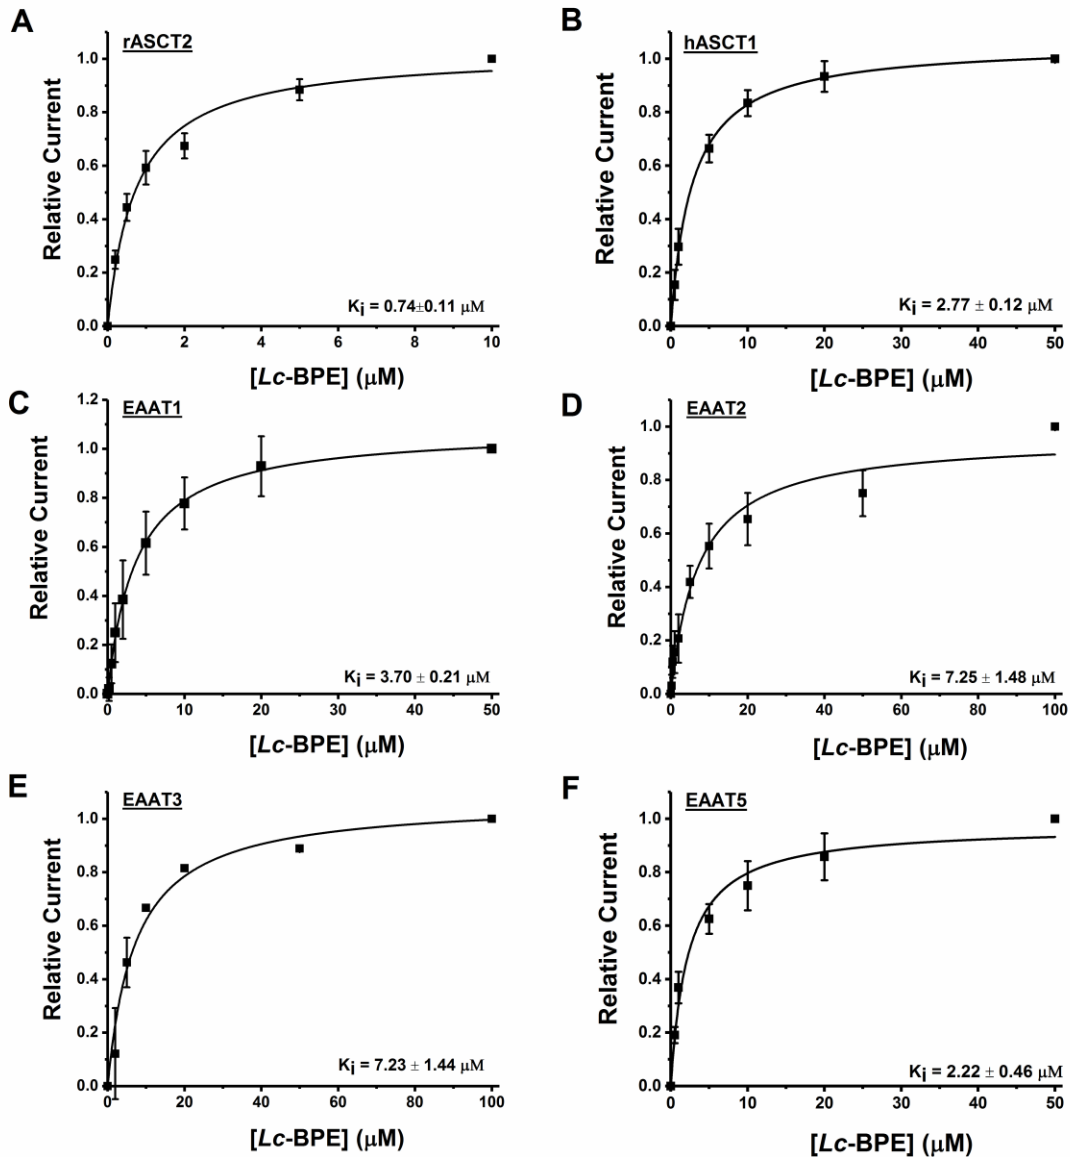 A
rASCT2
Relative Current
1.0
0.8
0.6
0.4
0.2
0.0
0 2 4 6 8 10
Ki = 0.74±0.11 μM
[Lc-BPE] (μM)
B
hASCT1
Relative Current
1.0
0.8
0.6
0.4
0.2
0.0
0 10 20 30 40 50
Ki = 2.77 ± 0.12 μM
[Lc-BPE] (μM)
C
EAAT1
Relative Current
1.2
1.0
0.8
0.6
0.4
0.2
0.0
0 10 20 30 40 50
Ki = 3.70 ± 0.21 μM
[Lc-BPE] (μM)
D
EAAT2
Relative Current
1.0
0.8
0.6
0.4
0.2
0.0
0 20 40 60 80 100
Ki = 7.25 ± 1.48 μM
[Lc-BPE] (μM)
E
EAAT3
Relative Current
1.0
0.8
0.6
0.4
0.2
0.0
0 20 40 60 80 100
Ki = 7.23 ± 1.44 μM
[Lc-BPE] (μM)
F
EAAT5
Relative Current
1.0
0.8
0.6
0.4
0.2
0.0
0 10 20 30 40 50
Ki = 2.22 ± 0.46 μM
[Lc-BPE] (μM)